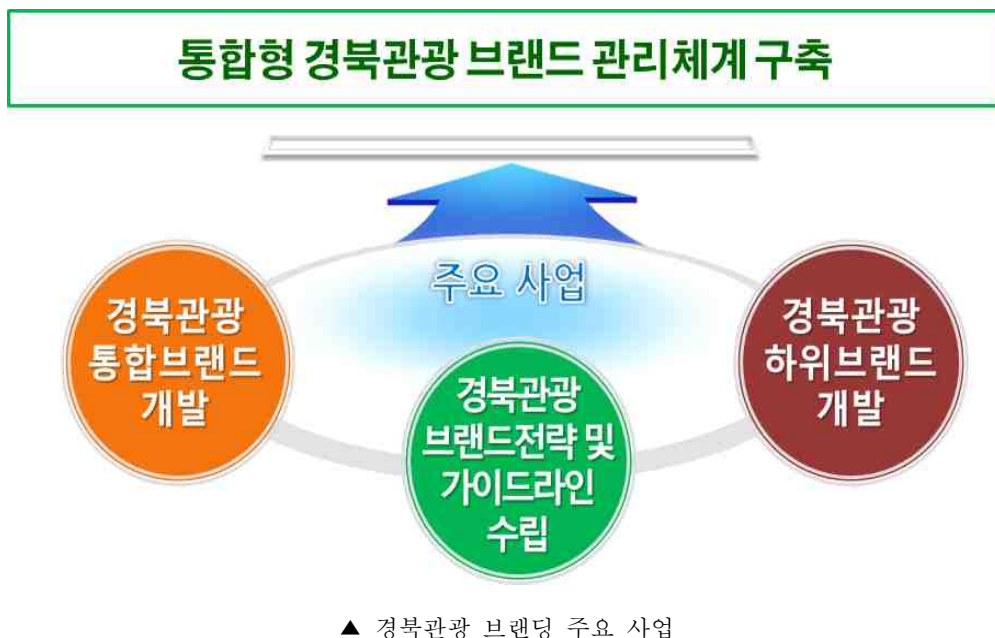 통합형 경북관광 브랜드 관리체계 구축
주요 사업
경북관광
통합브랜드
개발
경북관광
브랜드전략 및
가이드라인
수립
경북관광
하위브랜드
개발
▲ 경북관광 브랜딩 주요 사업